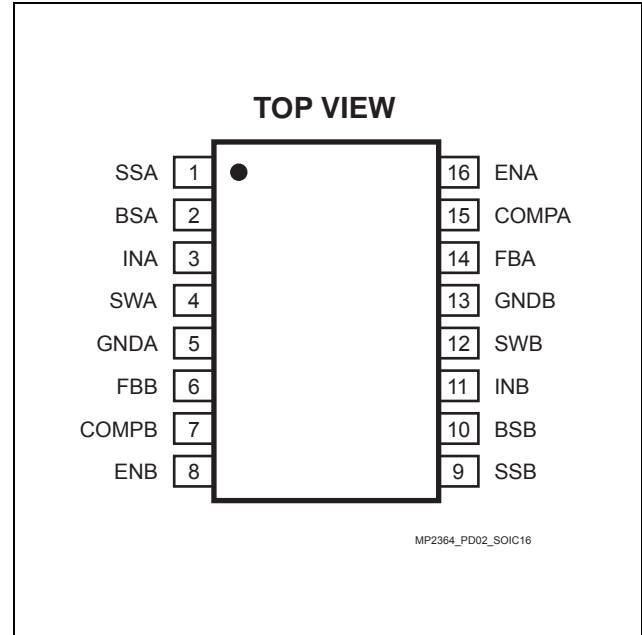 TOP VIEW
SSA 1 16 ENA
BSA 2 15 COMPA
INA 3 14 FBA
SWA 4 13 GNDB
GNDA 5 12 SWB
FBB 6 11 INB
COMPB 7 10 BSB
ENB 8 9 SSB
MP2364_PD02_SOIC16